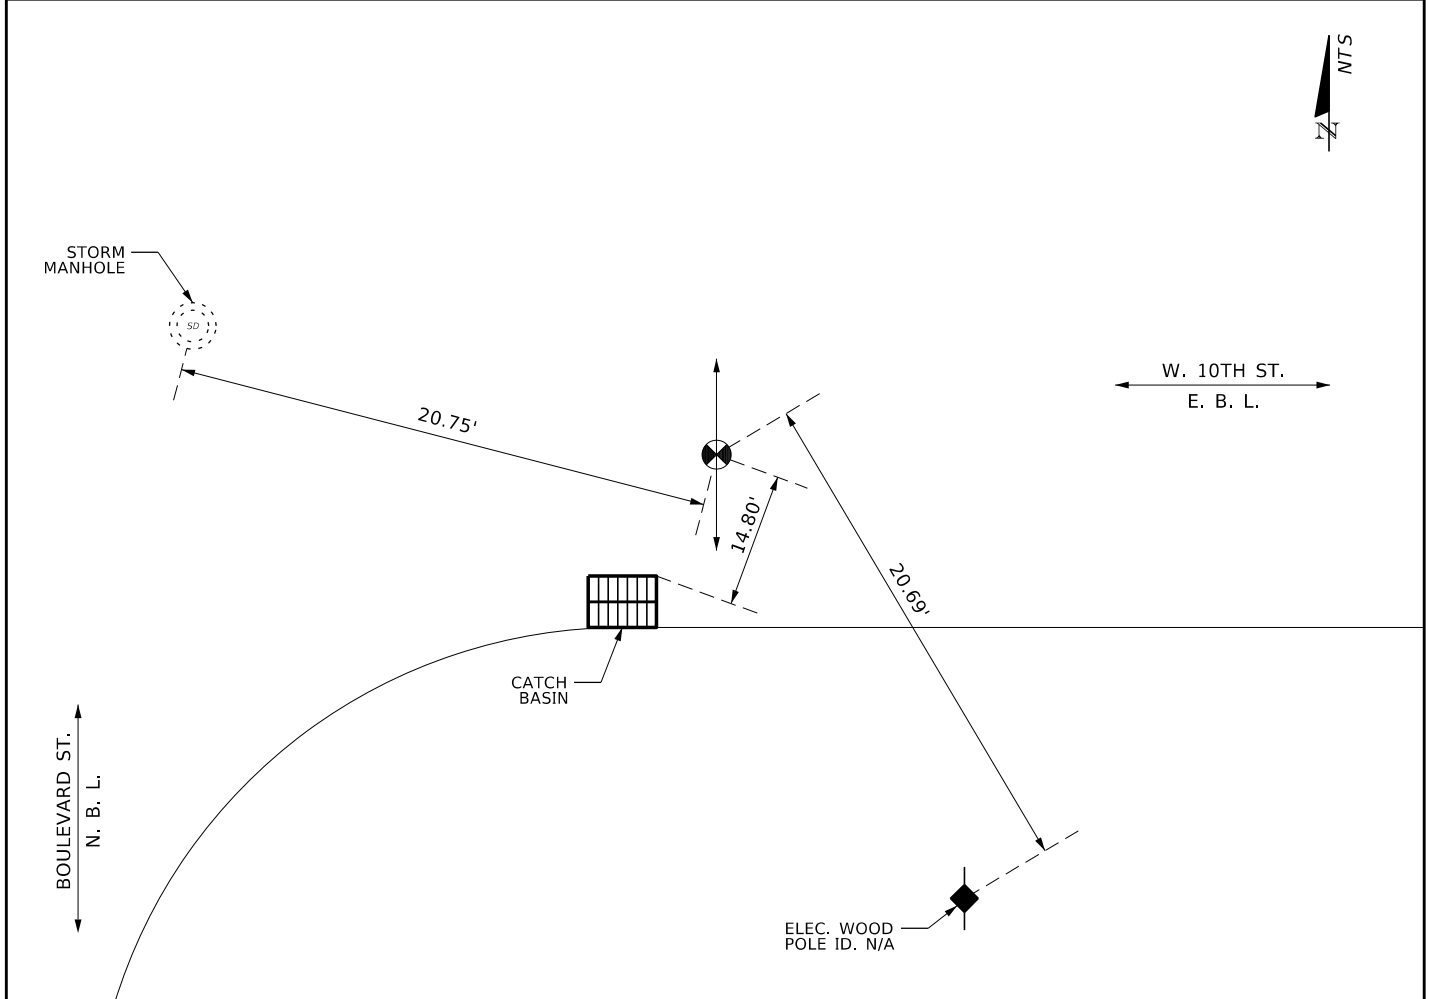 NTS
N
STORM
MANHOLE
SD
20.75'
W. 10TH ST.
E. B. L.
14.80'
20.69'
CATCH
BASIN
BOULEVARD ST.
N. B. L.
ELEC. WOOD
POLE ID. N/A